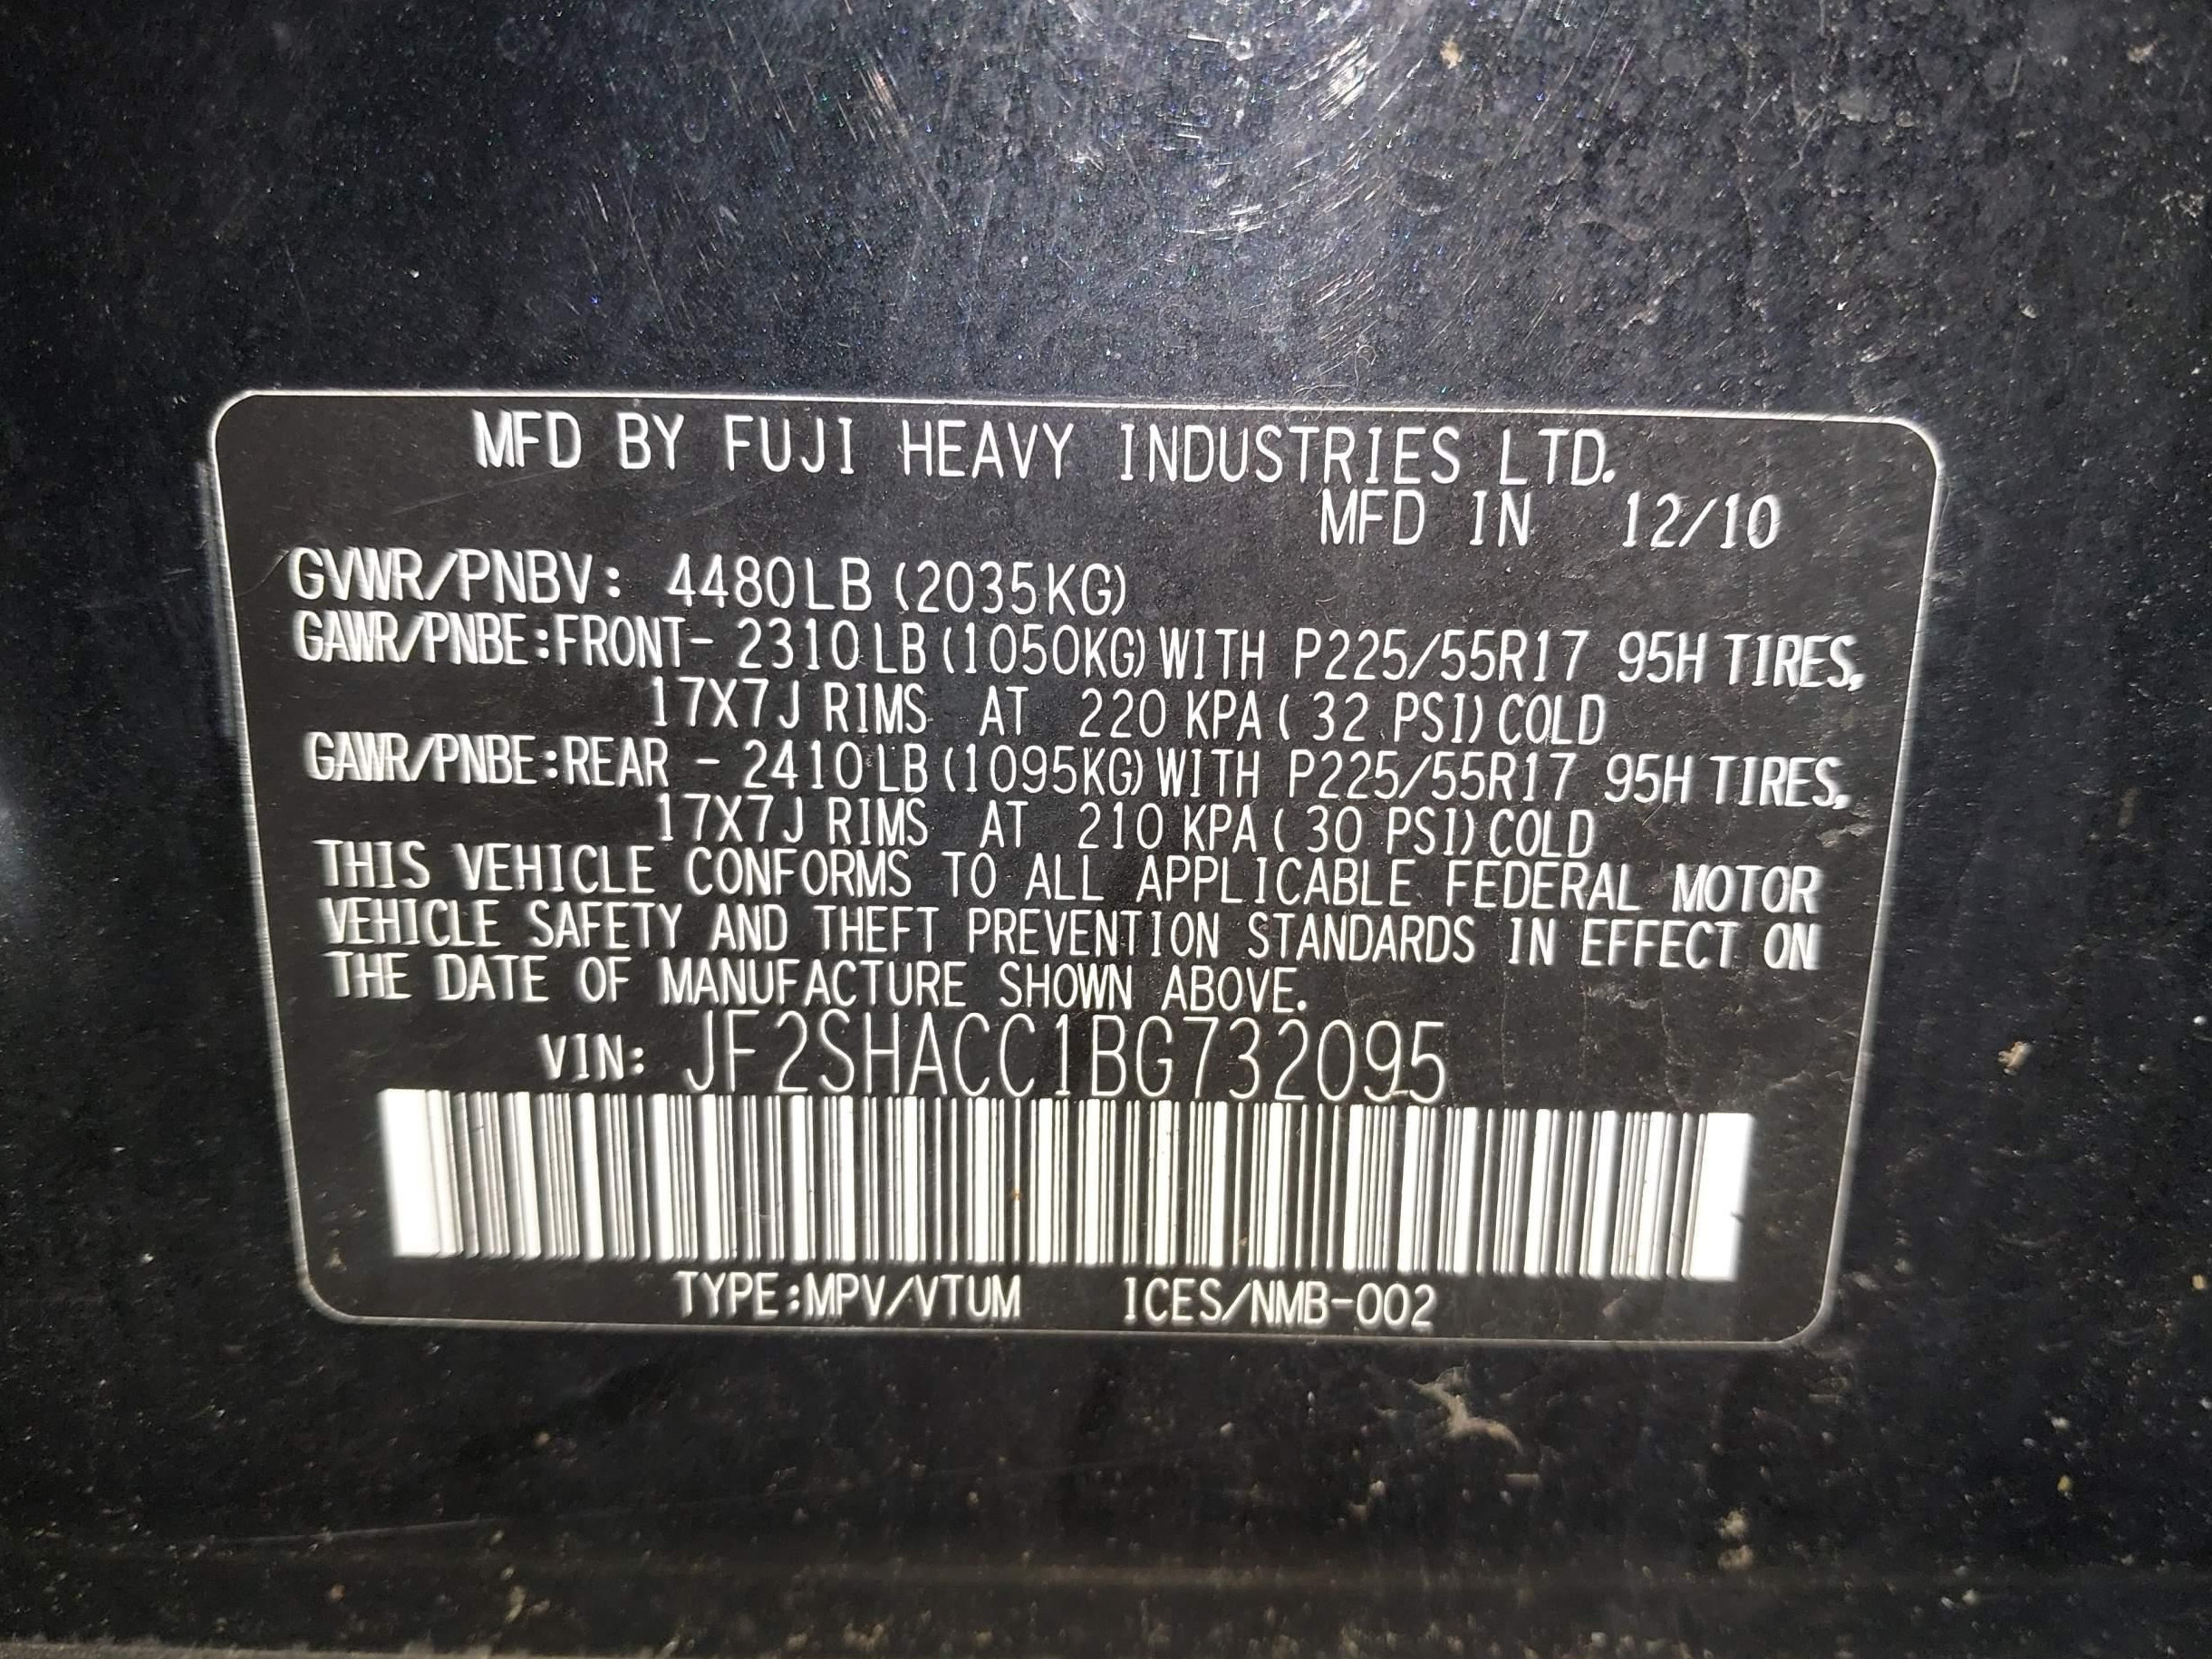 MFD BY FUJI HEAVY INDUSTRIES LTD.
MFD IN 12/10
GVWR/PNBV: 4480LB (2035KG)
GAWR/PNBE:FRONT- 2310LB (1050KG) WITH P225/55R17 95H TIRES,
17X7J RIMS AT 220 KPA ( 32 PSI) COLD
GAWR/PNBE:REAR - 2410LB (1095KG) WITH P225/55R17 95H TIRES,
17X7J RIMS AT 210 KPA ( 30 PSI) COLD
THIS VEHICLE CONFORMS TO ALL APPLICABLE FEDERAL MOTOR
VEHICLE SAFETY AND THEFT PREVENTION STANDARDS IN EFFECT ON
THE DATE OF MANUFACTURE SHOWN ABOVE.
VIN: JF2SHACC1BG732095
TYPE:MPV/VTUM ICES/NMB-002